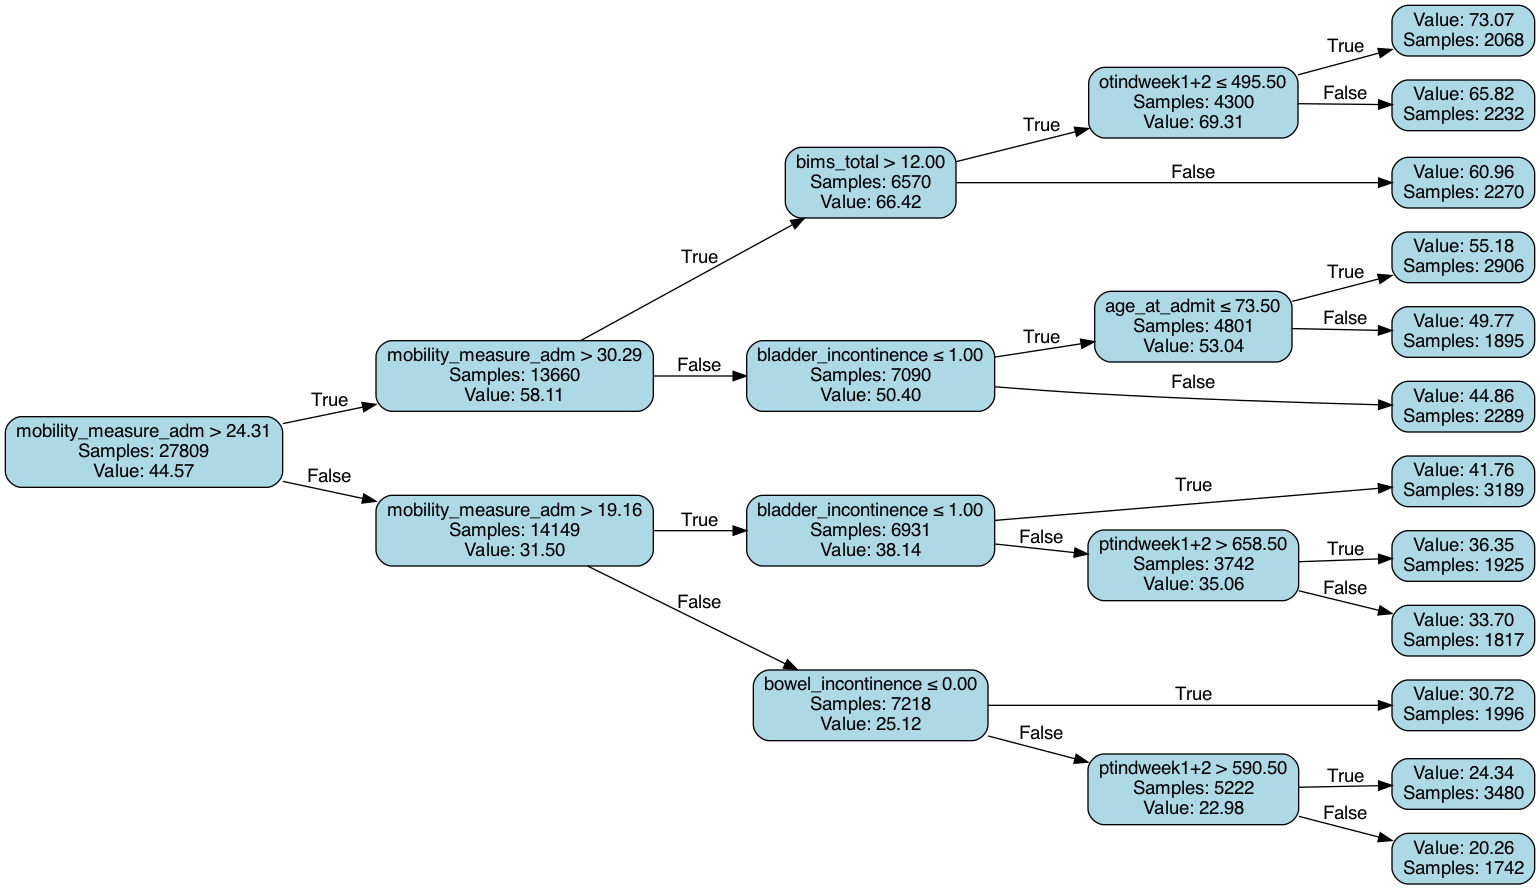 mobility_measure_adm > 24.31
Samples: 27809
Value: 44.57
True
False
mobility_measure_adm > 30.29
Samples: 13660
Value: 58.11
True
False
bims_total > 12.00
Samples: 6570
Value: 66.42
True
False
otindweek1+2 ≤ 495.50
Samples: 4300
Value: 69.31
True
False
Value: 73.07
Samples: 2068
Value: 65.82
Samples: 2232
Value: 60.96
Samples: 2270
bladder_incontinence ≤ 1.00
Samples: 7090
Value: 50.40
True
False
age_at_admit ≤ 73.50
Samples: 4801
Value: 53.04
True
False
Value: 55.18
Samples: 2906
Value: 49.77
Samples: 1895
Value: 44.86
Samples: 2289
mobility_measure_adm > 19.16
Samples: 14149
Value: 31.50
True
False
bladder_incontinence ≤ 1.00
Samples: 6931
Value: 38.14
True
False
Value: 41.76
Samples: 3189
ptindweek1+2 > 658.50
Samples: 3742
Value: 35.06
True
False
Value: 36.35
Samples: 1925
Value: 33.70
Samples: 1817
bowel_incontinence ≤ 0.00
Samples: 7218
Value: 25.12
True
False
Value: 30.72
Samples: 1996
ptindweek1+2 > 590.50
Samples: 5222
Value: 22.98
True
False
Value: 24.34
Samples: 3480
Value: 20.26
Samples: 1742